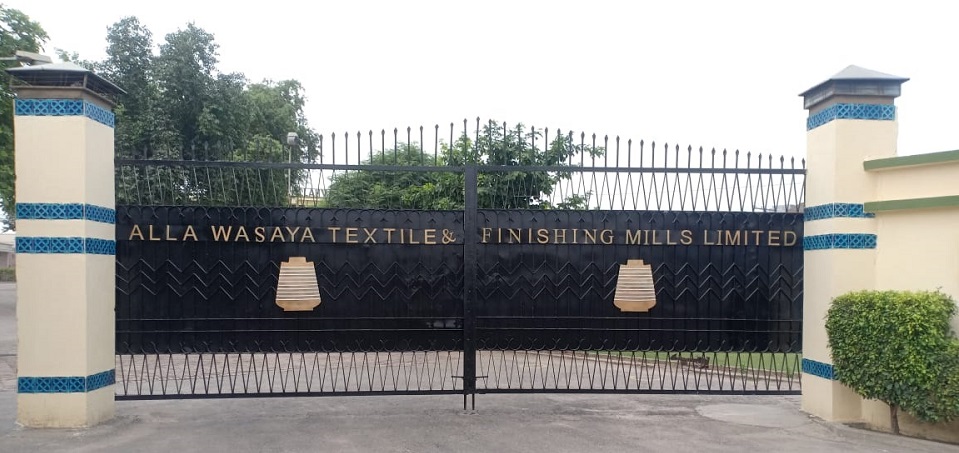 ALLA WASAYA TEXTILE & FINISHING MILLS LIMITED